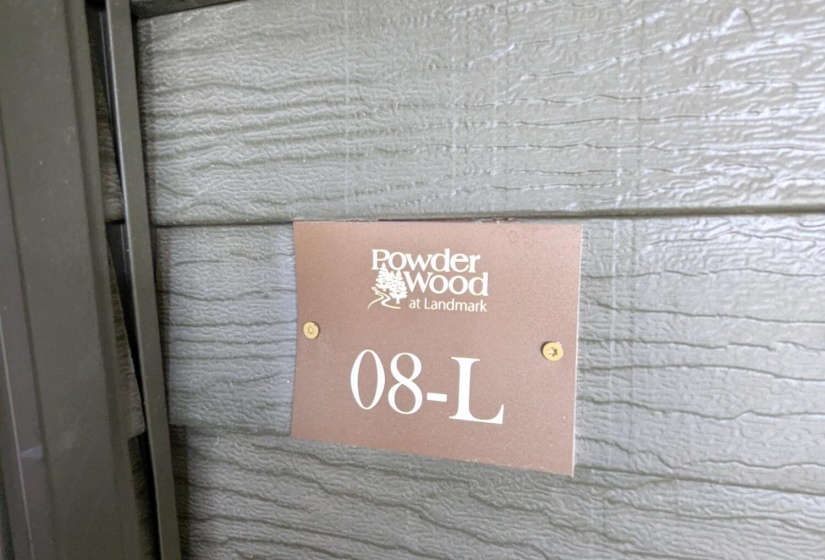 Powder
Wood
at Landmark
08-L